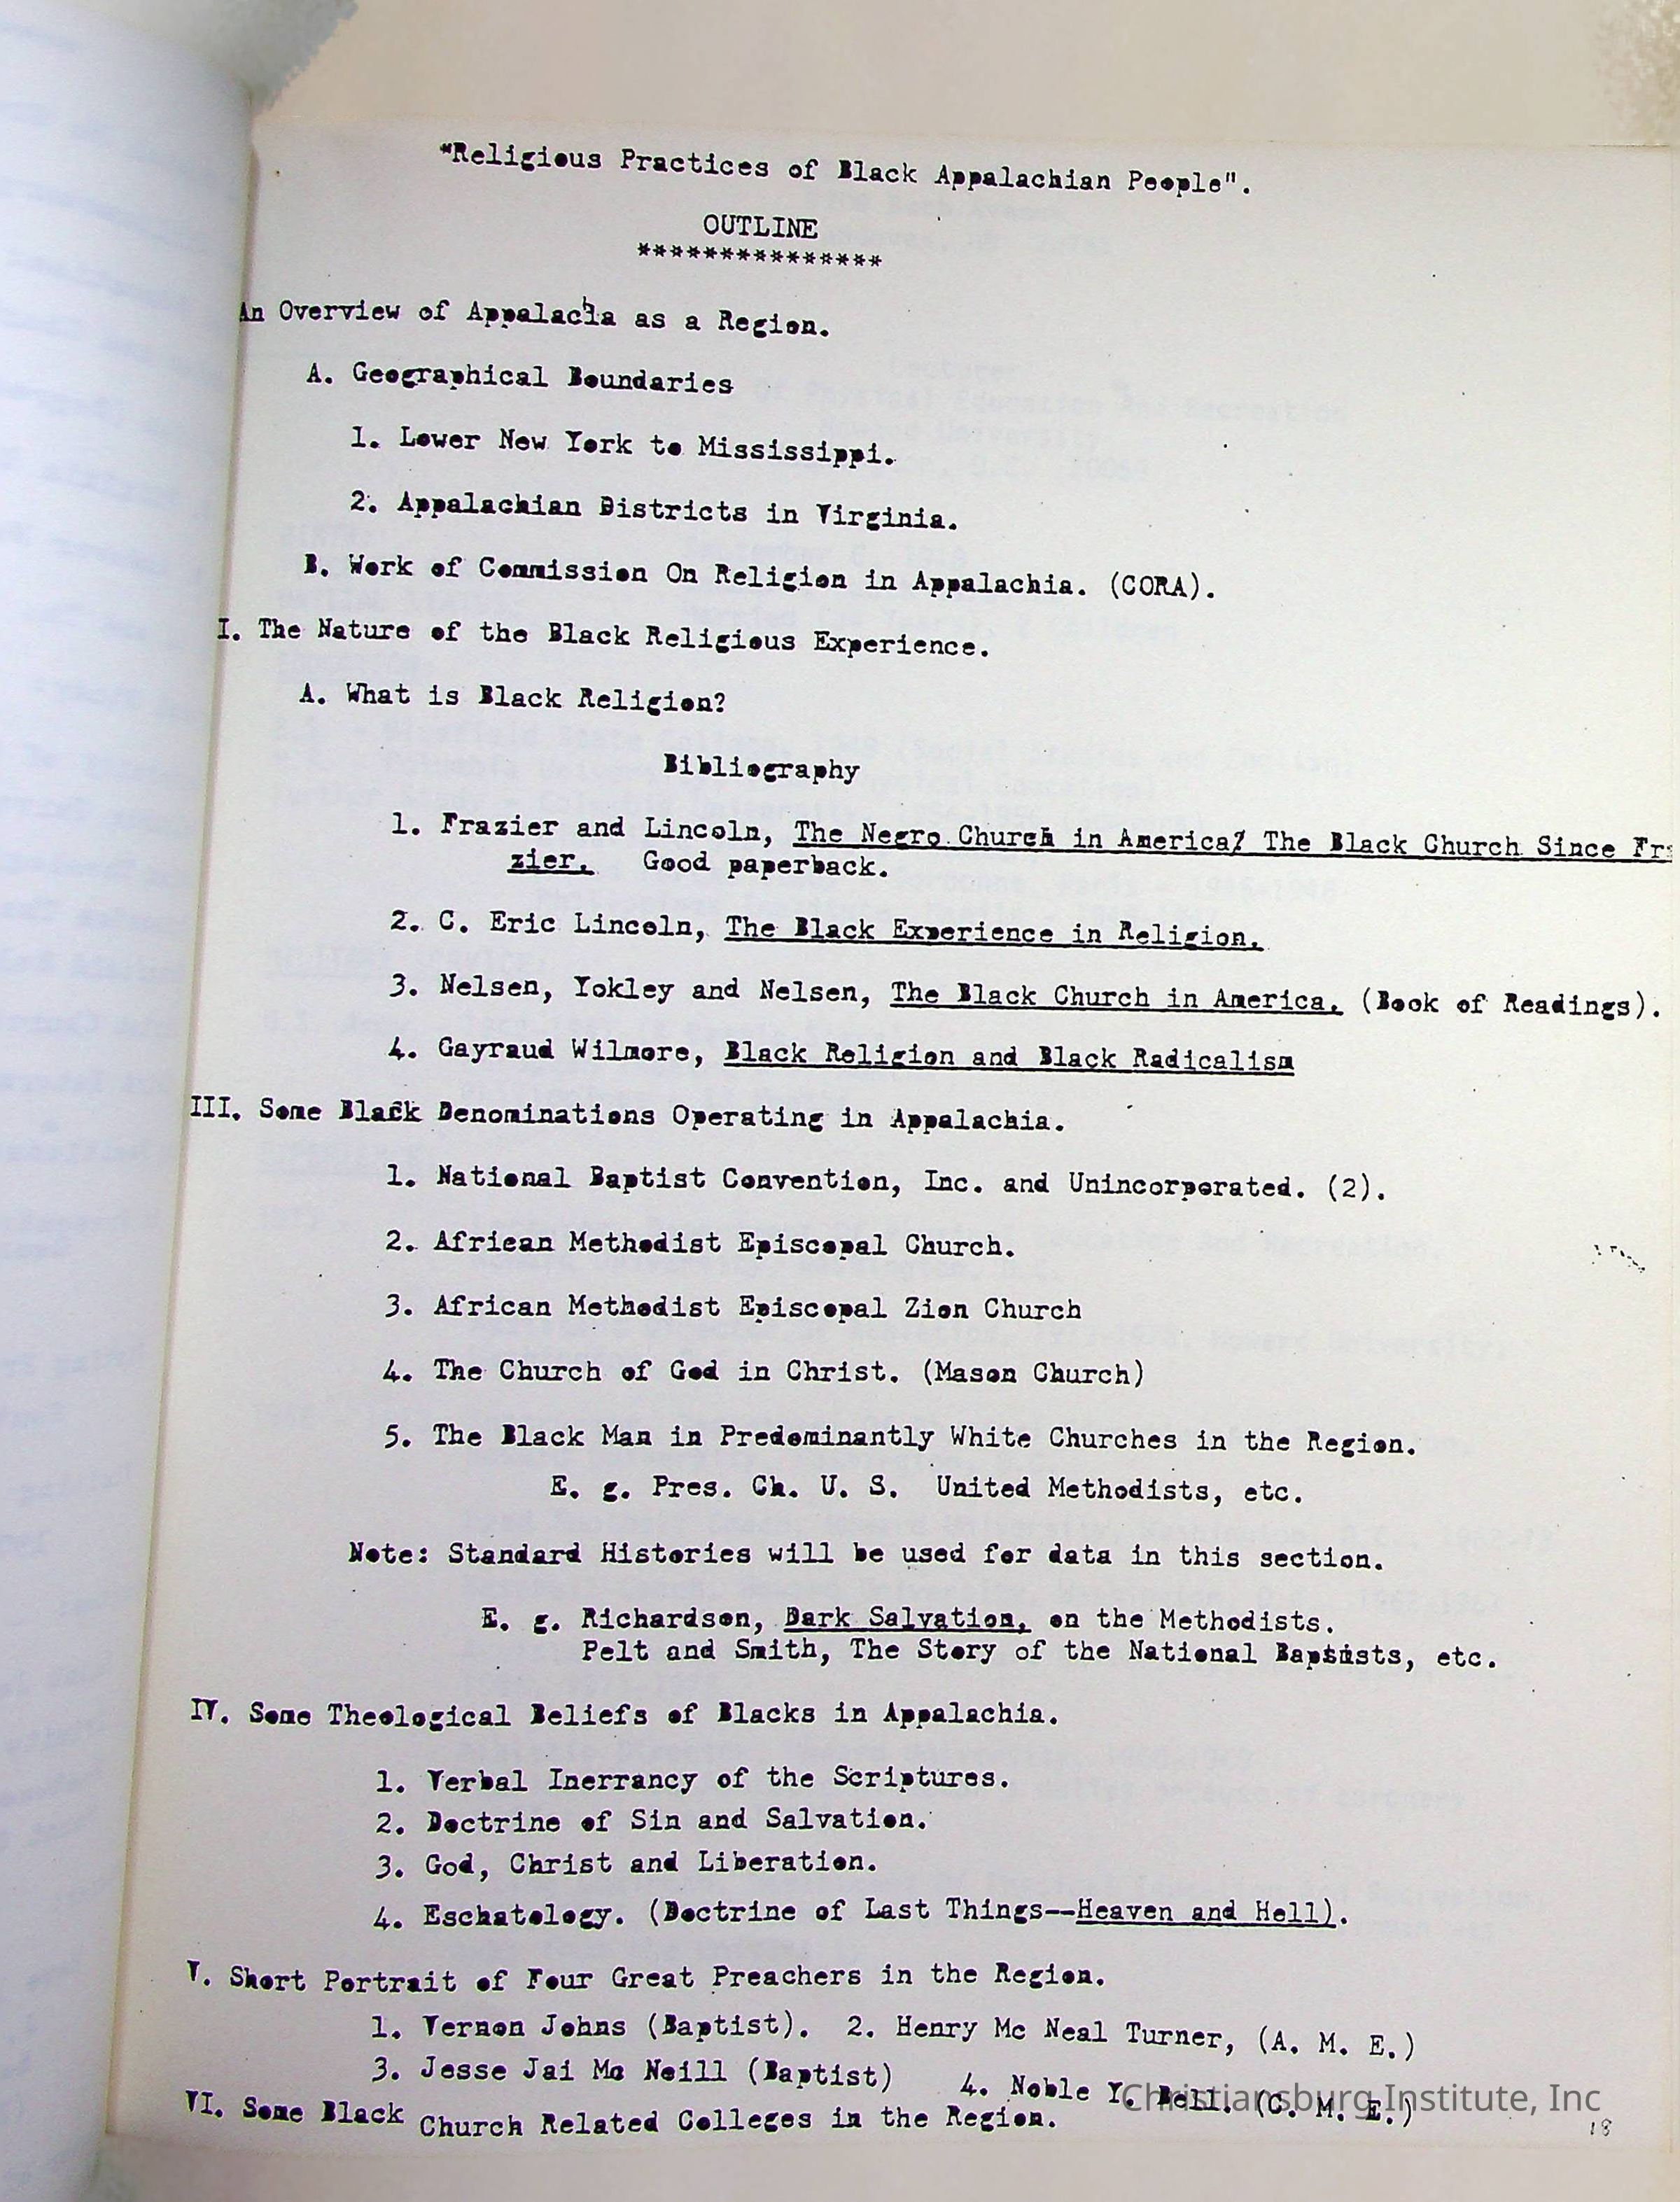 "Religious Practices of Black Appalachian People".
OUTLINE
***************
An Overview of Appalachia as a Region.
A. Geographical Boundaries
1. Lower New York to Mississippi.
2. Appalachian Districts in Virginia.
B. Work of Commission On Religion in Appalachia. (CORA).
I. The Nature of the Black Religious Experience.
A. What is Black Religion?
Bibliography
1. Frazier and Lincoln, The Negro Church in America/ The Black Church Since Fra
zier. Good paperback.
2. C. Eric Lincoln, The Black Experience in Religion.
3. Nelsen, Yokley and Nelsen, The Black Church in America. (Book of Readings).
4. Gayraud Wilmore, Black Religion and Black Radicalism
III. Some Black Denominations Operating in Appalachia.
1. National Baptist Convention, Inc. and Unincorporated. (2).
2. African Methodist Episcopal Church.
3. African Methodist Episcopal Zion Church
4. The Church of God in Christ. (Mason Church)
5. The Black Man in Predominantly White Churches in the Region.
E. g. Pres. Ch. U. S. United Methodists, etc.
Note: Standard Histories will be used for data in this section.
E. g. Richardson, Dark Salvation, on the Methodists.
Pelt and Smith, The Story of the National Baptists, etc.
IV. Some Theological Beliefs of Blacks in Appalachia.
1. Verbal Inerrancy of the Scriptures.
2. Doctrine of Sin and Salvation.
3. God, Christ and Liberation.
4. Eschatology. (Doctrine of Last Things--Heaven and Hell).
V. Short Portrait of Four Great Preachers in the Region.
1. Vernon Johns (Baptist). 2. Henry Mc Neal Turner, (A. M. E.)
3. Jesse Jai Mc Neill (Baptist) 4. Noble Y. Bell. (C. M. E.)
VI. Some Black Church Related Colleges in the Region.
Christiansburg Institute, Inc
18